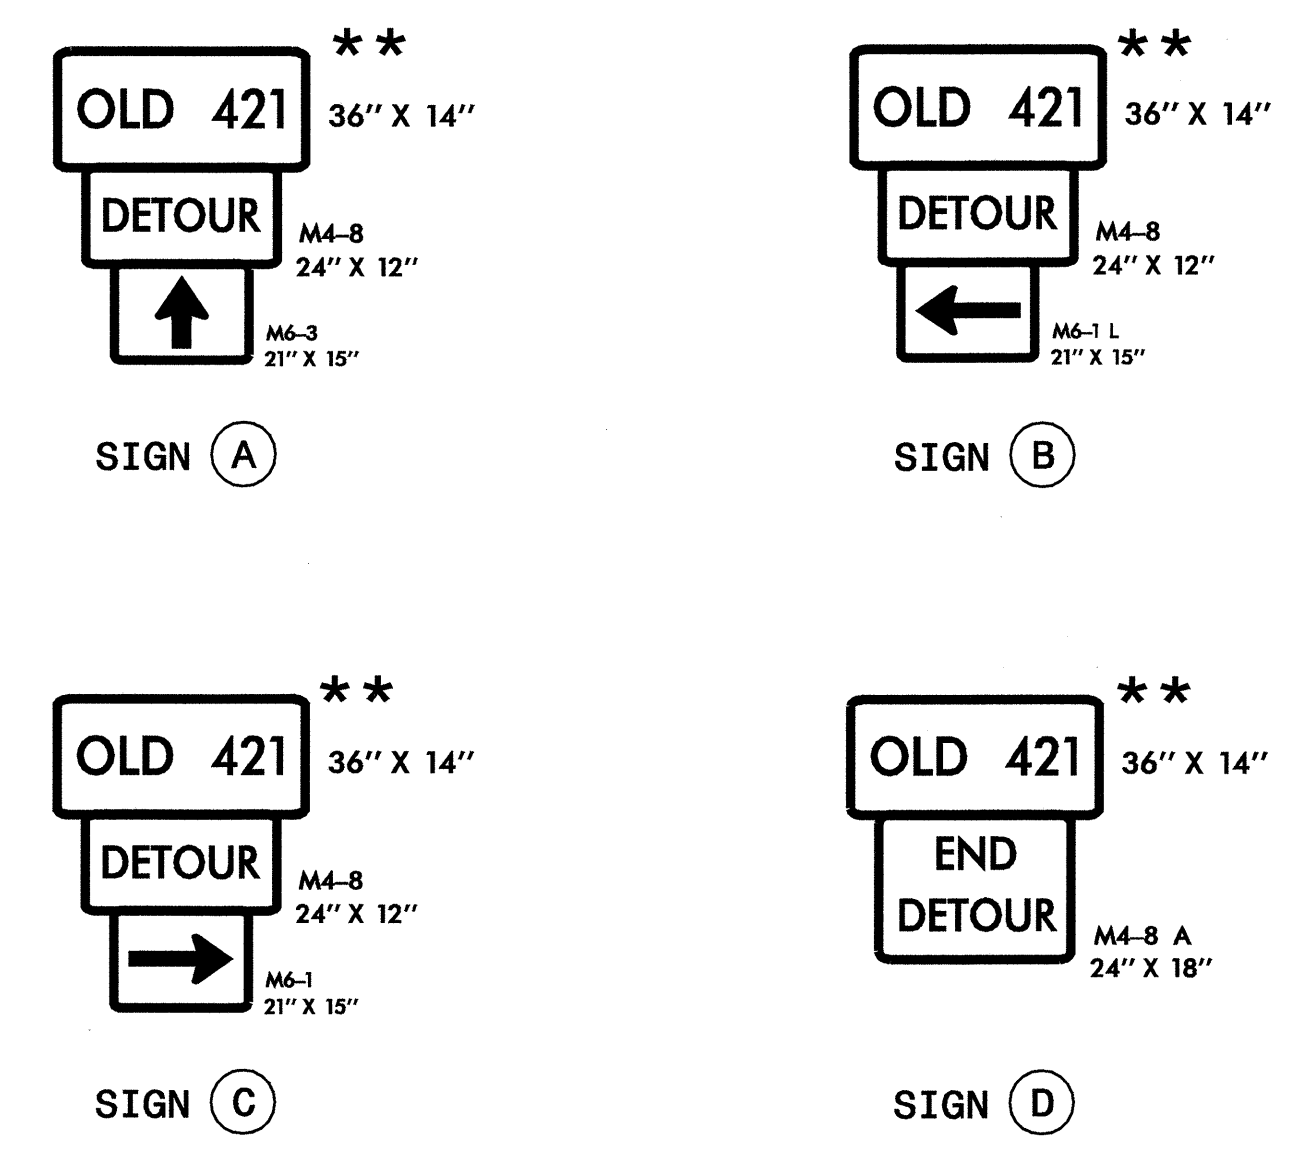 **
OLD 421
36" X 14"
DETOUR
M4-8
24" X 12"
M6-3
21" X 15"
SIGN A
**
OLD 421
36" X 14"
DETOUR
M4-8
24" X 12"
M6-1 L
21" X 15"
SIGN B
**
OLD 421
36" X 14"
DETOUR
M4-8
24" X 12"
M6-1
21" X 15"
SIGN C
**
OLD 421
36" X 14"
END
DETOUR
M4-8 A
24" X 18"
SIGN D